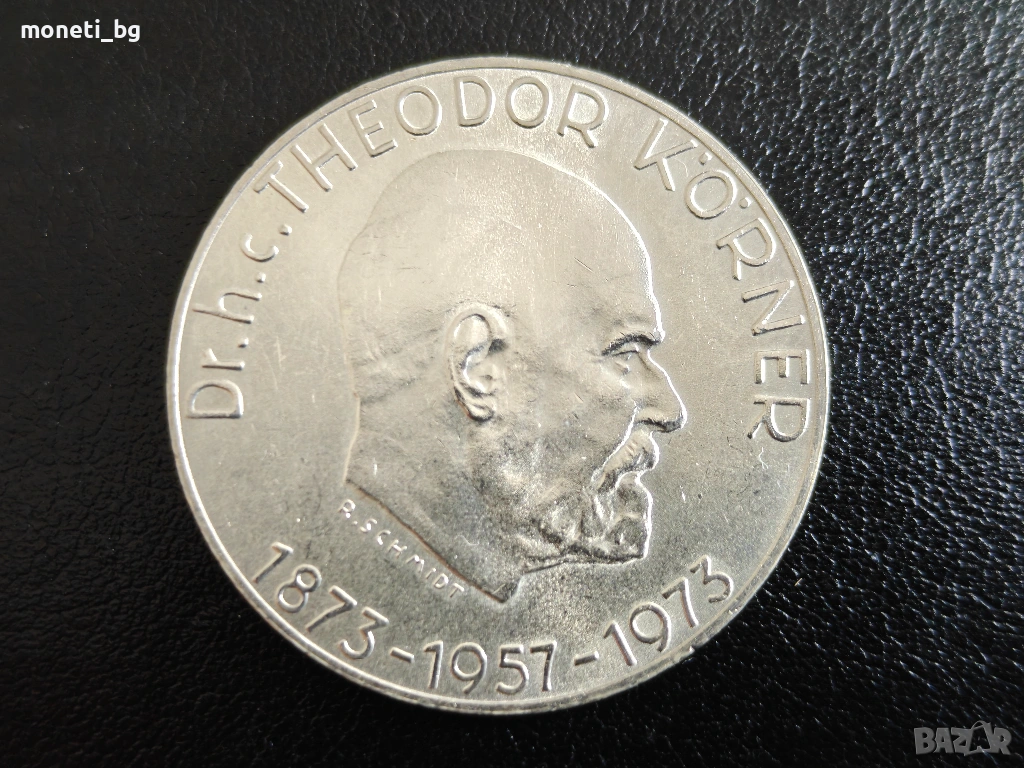 moneti_bg
Dr.h.c. THEODOR KÖRNER
R. SCHMIDT
1873-1957-1973
BAZAR